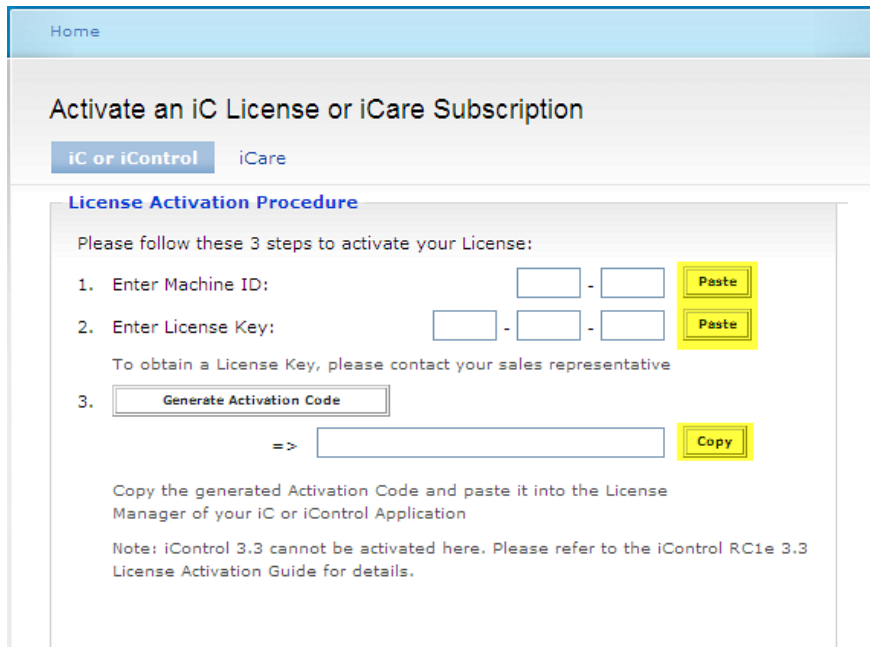 Home
Activate an iC License or iCare Subscription
iC or iControl iCare
License Activation Procedure
Please follow these 3 steps to activate your License:
1. Enter Machine ID: - Paste
2. Enter License Key: - - Paste
To obtain a License Key, please contact your sales representative
3. Generate Activation Code
=> Copy
Copy the generated Activation Code and paste it into the License
Manager of your iC or iControl Application
Note: iControl 3.3 cannot be activated here. Please refer to the iControl RC1e 3.3
License Activation Guide for details.